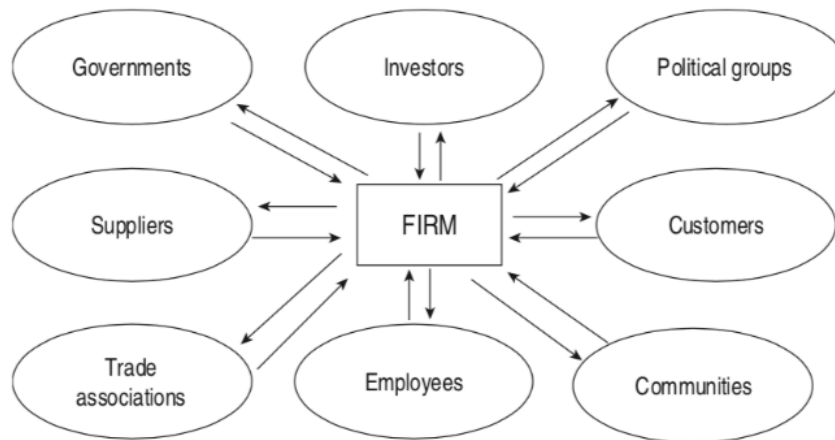 Governments
Investors
Political groups
Suppliers
FIRM
Customers
Trade
associations
Employees
Communities